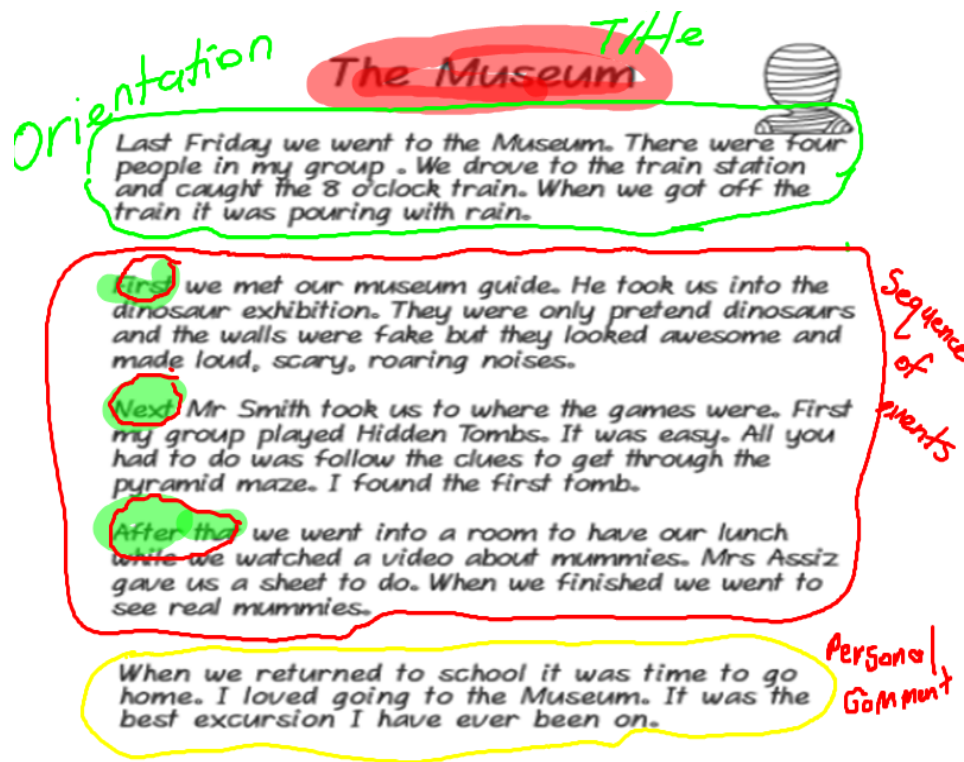 Title
The Museum
Orientation
Last Friday we went to the Museum. There were four
people in my group . We drove to the train station
and caught the 8 o'clock train. When we got off the
train it was pouring with rain.
First we met our museum guide. He took us into the
dinosaur exhibition. They were only pretend dinosaurs
and the walls were fake but they looked awesome and
made loud, scary, roaring noises.
Next Mr Smith took us to where the games were. First
my group played Hidden Tombs. It was easy. All you
had to do was follow the clues to get through the
pyramid maze. I found the first tomb.
After that we went into a room to have our lunch
while we watched a video about mummies. Mrs Assiz
gave us a sheet to do. When we finished we went to
see real mummies.
Sequence
of
events
When we returned to school it was time to go
home. I loved going to the Museum. It was the
best excursion I have ever been on.
Personal
Comment